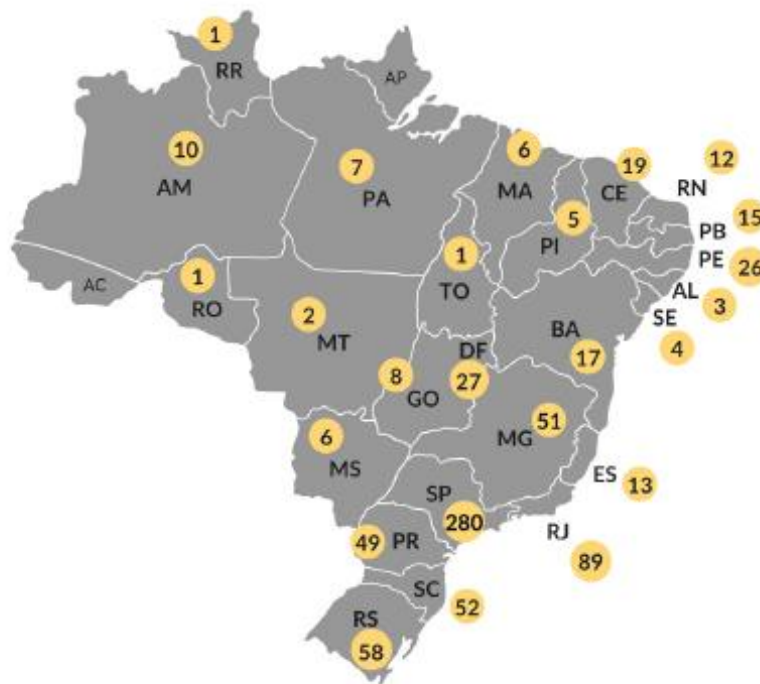 1
RR
AP
10
AM
7
PA
6
MA
19
CE
12
RN
5
PI
15
PB
PE
26
AL
3
SE
4
1
TO
AC
1
RO
2
MT
BA
17
DF
27
8
GO
51
MG
6
MS
ES
13
SP
280
RJ
89
49
PR
SC
52
RS
58